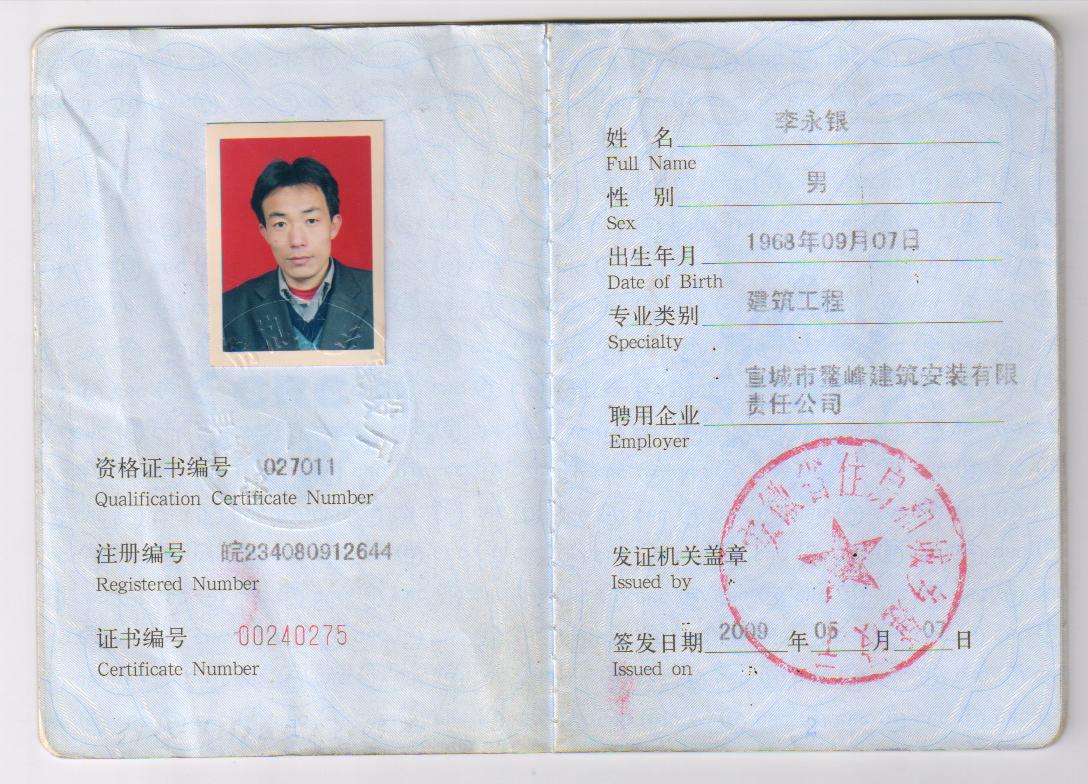 资格证书编号 027011
Qualification Certificate Number
注册编号 皖234080912644
Registered Number
证书编号 00240275
Certificate Number
姓 名 李永银
Full Name
性 别 男
Sex
出生年月 1968年09月07日
Date of Birth
专业类别 建筑工程
Specialty
宣城市鳌峰建筑安装有限
聘用企业 责任公司
Employer
安徽省住房和城乡建设厅
发证机关盖章
Issued by
签发日期 2009 年 05 月 07 日
Issued on
2